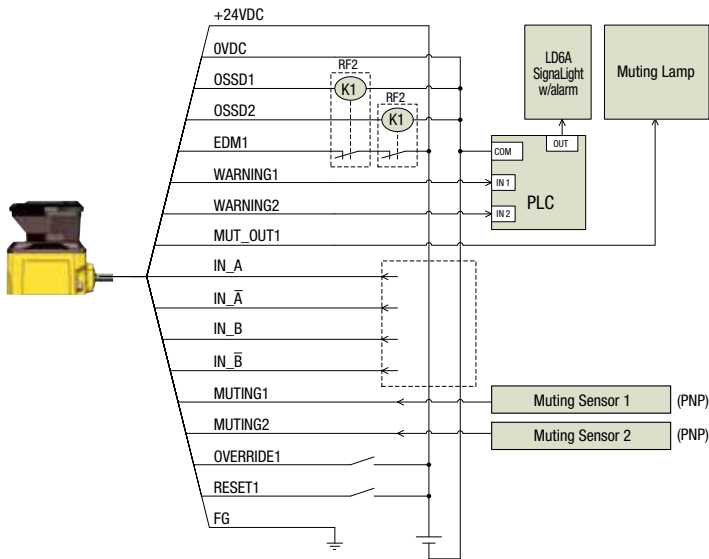 +24VDC
0VDC
OSSD1
OSSD2
EDM1
WARNING1
WARNING2
MUT_OUT1
IN_A
IN_A̅
IN_B
IN_B̅
MUTING1
MUTING2
OVERRIDE1
RESET1
FG
RF2
K1
RF2
K1
LD6A
SignaLight
w/alarm
Muting Lamp
OUT
COM
IN 1
IN 2
PLC
Muting Sensor 1 (PNP)
Muting Sensor 2 (PNP)